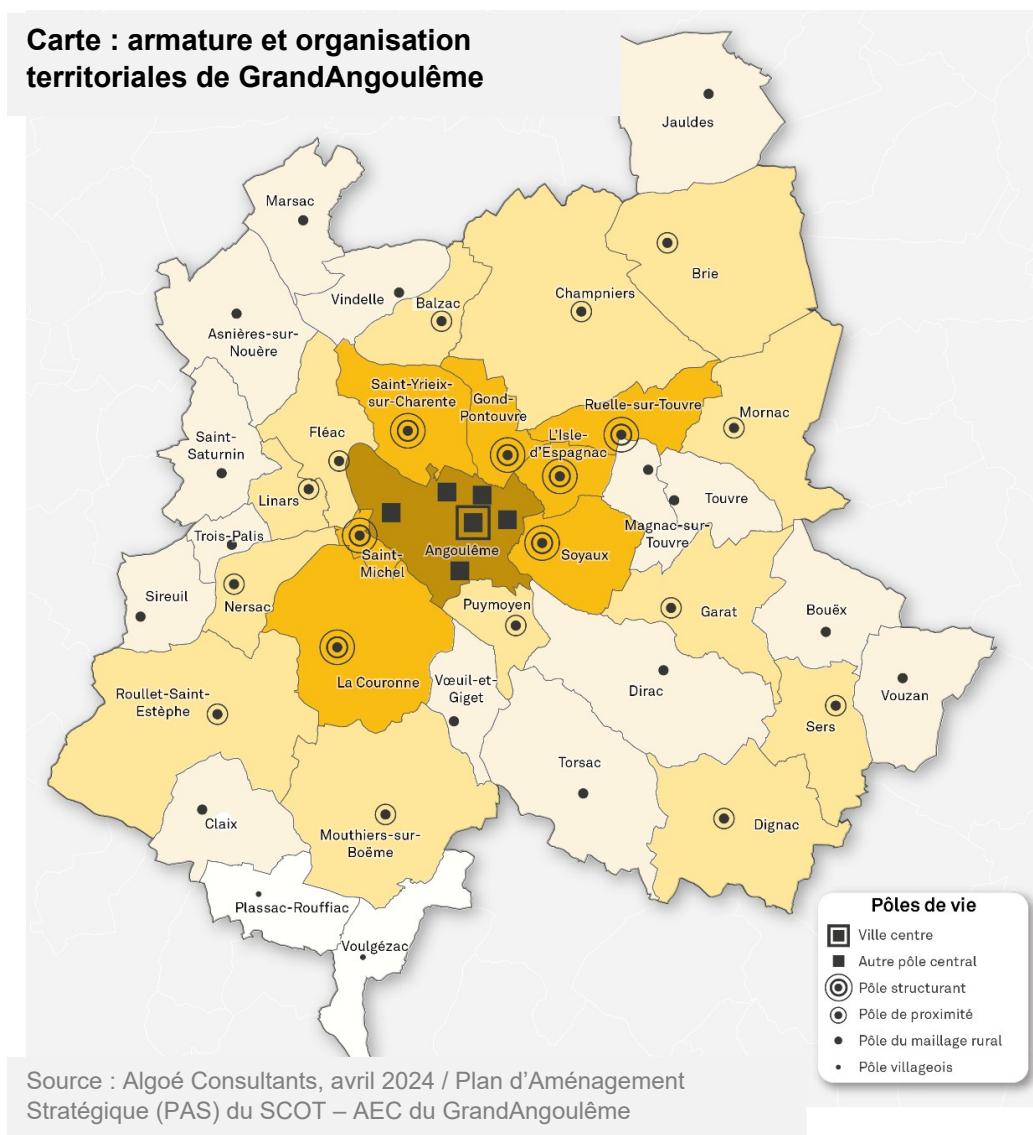 Carte : armature et organisation
territoriales de GrandAngoulême
Jauldes
Marsac
Brie
Vindelle
Balzac
Champniers
Asnières-sur-
Nouère
Saint-Yrieix-
sur-Charente
Gond-
Pontouvre
Ruelle-sur-Touvre
Mornac
L'Isle-
d'Espagnac
Fléac
Saint-
Saturnin
Linars
Touvre
Magnac-sur-
Touvre
Trois-Palis
Angoulême
Soyaux
Saint-
Michel
Sireuil
Nersac
Puymoyen
Garat
Bouëx
La Couronne
Vœuil-et-
Giget
Dirac
Vouzan
Roullet-Saint-
Estèphe
Sers
Torsac
Claix
Mouthiers-sur-
Boëme
Dignac
Plassac-Rouffiac
Voulgézac
Pôles de vie
Ville centre
Autre pôle central
Pôle structurant
Pôle de proximité
Pôle du maillage rural
Pôle villageois
Source : Algoé Consultants, avril 2024 / Plan d'Aménagement
Stratégique (PAS) du SCOT – AEC du GrandAngoulême